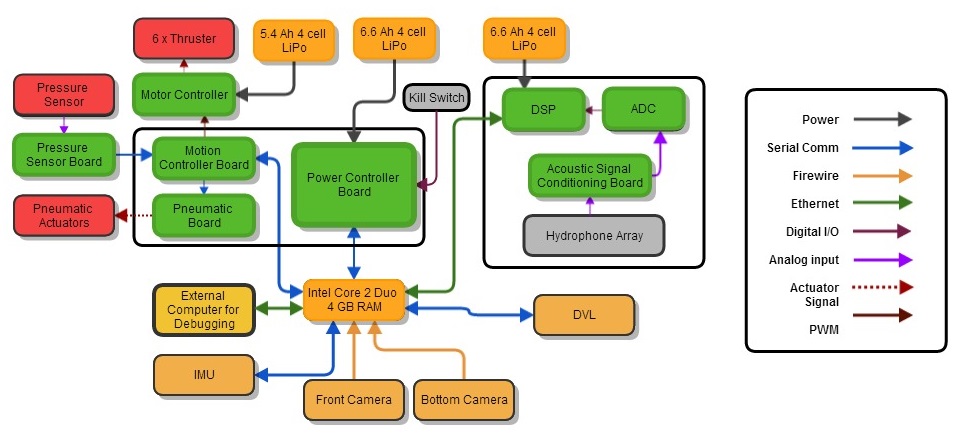 6 x Thruster
5.4 Ah 4 cell
LiPo
6.6 Ah 4 cell
LiPo
6.6 Ah 4 cell
LiPo
Pressure
Sensor
Motor Controller
Kill Switch
DSP
ADC
Pressure
Sensor Board
Motion
Controller Board
Power Controller
Board
Acoustic Signal
Conditioning Board
Pneumatic
Actuators
Pneumatic
Board
Hydrophone Array
External
Computer for
Debugging
Intel Core 2 Duo
4 GB RAM
DVL
IMU
Front Camera
Bottom Camera
Power
Serial Comm
Firewire
Ethernet
Digital I/O
Analog input
Actuator
Signal
PWM